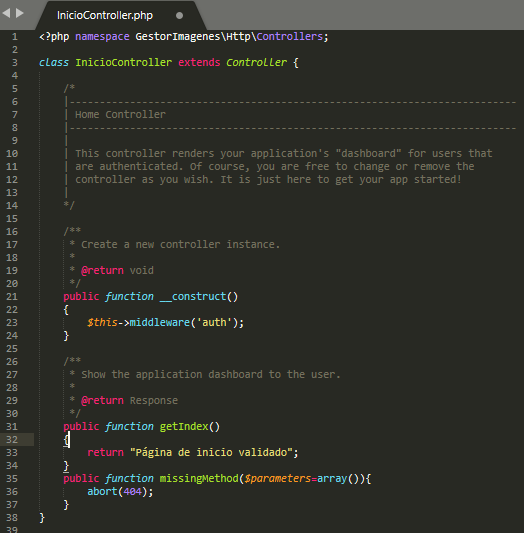 InicioController.php
1 <?php namespace GestorImagenes\Http\Controllers;
2
3 class InicioController extends Controller {
4
5 /*
6 |--------------------------------------------------------------------------
7 | Home Controller
8 |--------------------------------------------------------------------------
9 |
10 | This controller renders your application's "dashboard" for users that
11 | are authenticated. Of course, you are free to change or remove the
12 | controller as you wish. It is just here to get your app started!
13 |
14 */
15
16 /**
17 * Create a new controller instance.
18 *
19 * @return void
20 */
21 public function __construct()
22 {
23 $this->middleware('auth');
24 }
25
26 /**
27 * Show the application dashboard to the user.
28 *
29 * @return Response
30 */
31 public function getIndex()
32 {
33 return "Página de inicio validado";
34 }
35 public function missingMethod($parameters=array()){
36 abort(404);
37 }
38 }
39